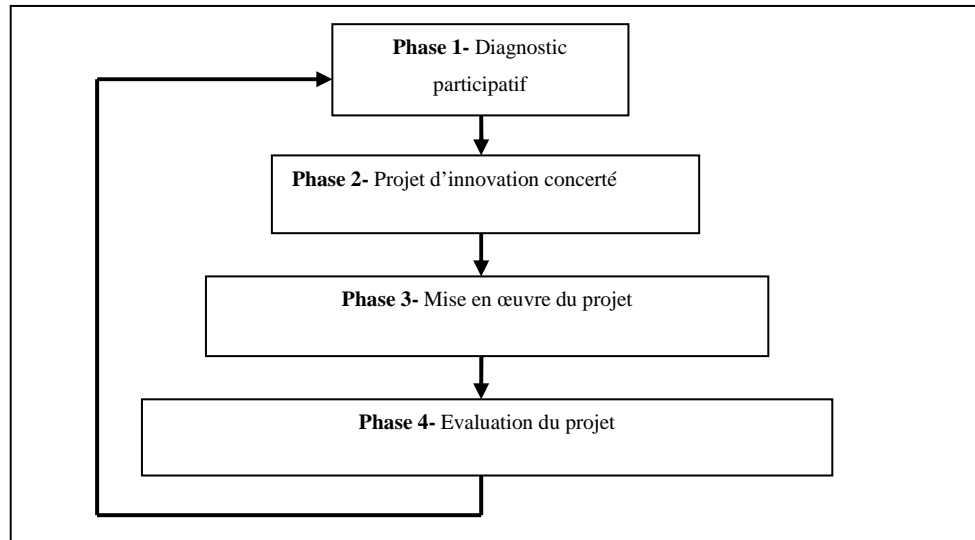 Phase 1- Diagnostic
participatif
Phase 2- Projet d’innovation concerté
Phase 3- Mise en œuvre du projet
Phase 4- Evaluation du projet